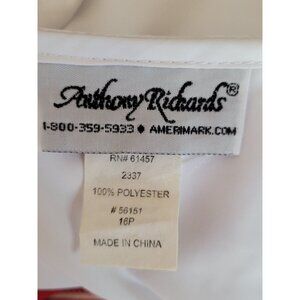 Anthony Richards®
1-800-359-5933 ♦ AMERIMARK.COM
RN# 61457
2337
100% POLYESTER
# 56151
16P
MADE IN CHINA